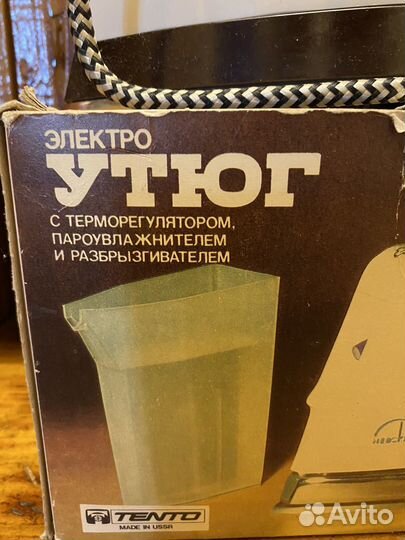 ЭЛЕКТРО
УТЮГ
С ТЕРМОРЕГУЛЯТОРОМ,
ПАРОУВЛАЖНИТЕЛЕМ
И РАЗБРЫЗГИВАТЕЛЕМ
TENTO
MADE IN USSR
Avito